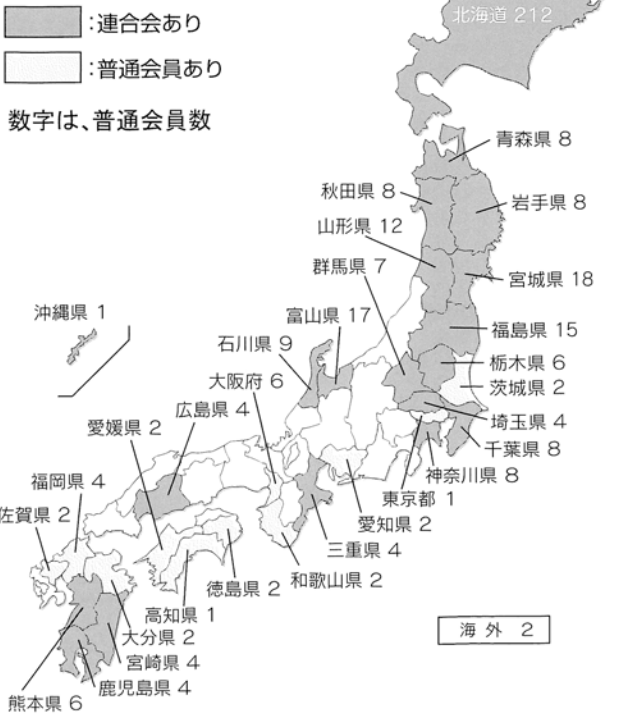 :連合会あり
北海道 212
:普通会員あり
数字は、普通会員数
青森県 8
秋田県 8
岩手県 8
山形県 12
群馬県 7
宮城県 18
沖縄県 1
富山県 17
福島県 15
石川県 9
栃木県 6
大阪府 6
茨城県 2
広島県 4
埼玉県 4
愛媛県 2
千葉県 8
神奈川県 8
福岡県 4
東京都 1
佐賀県 2
愛知県 2
三重県 4
和歌山県 2
徳島県 2
高知県 1
大分県 2
海外 2
宮崎県 4
鹿児島県 4
熊本県 6